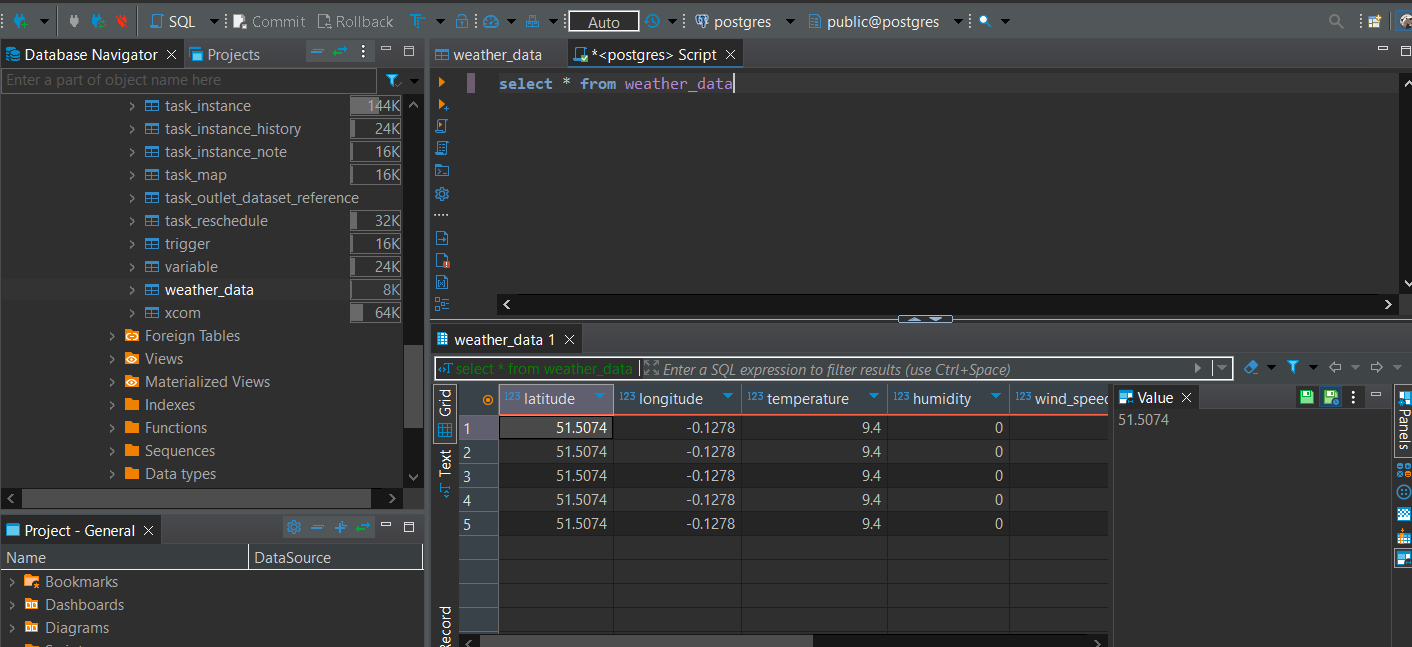 SQL Commit Rollback Auto postgres public@postgres
Database Navigator Projects
Enter a part of object name here
task_instance 144K
task_instance_history 24K
task_instance_note 16K
task_map 16K
task_outlet_dataset_reference
task_reschedule 32K
trigger 16K
variable 24K
weather_data 8K
xcom 64K
Foreign Tables
Views
Materialized Views
Indexes
Functions
Sequences
Data types
Project - General
Name DataSource
Bookmarks
Dashboards
Diagrams
weather_data *<postgres> Script
select * from weather_data
weather_data 1
select * from weather_data Enter a SQL expression to filter results (use Ctrl+Space)
Grid
Text
Record
123 latitude 123 longitude 123 temperature 123 humidity 123 wind_speed
1 51.5074 -0.1278 9.4 0
2 51.5074 -0.1278 9.4 0
3 51.5074 -0.1278 9.4 0
4 51.5074 -0.1278 9.4 0
5 51.5074 -0.1278 9.4 0
Value
51.5074
Panels